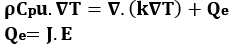 ρCₚu. ∇T = ∇. (k∇T) + Qₑ
Qₑ= J. E